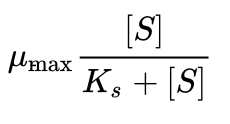 μmax [S] / (Ks + [S])